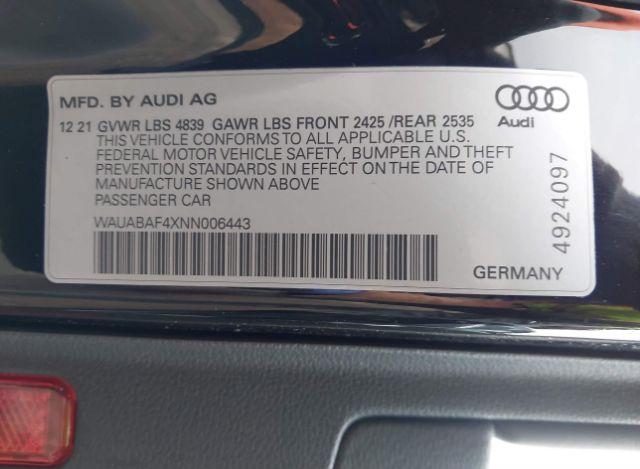 MFD. BY AUDI AG
12 21 GVWR LBS 4839 GAWR LBS FRONT 2425 /REAR 2535
THIS VEHICLE CONFORMS TO ALL APPLICABLE U.S.
FEDERAL MOTOR VEHICLE SAFETY, BUMPER AND THEFT
PREVENTION STANDARDS IN EFFECT ON THE DATE OF
MANUFACTURE SHOWN ABOVE
PASSENGER CAR
WAUABAF4XNN006443
Audi
4924097
GERMANY